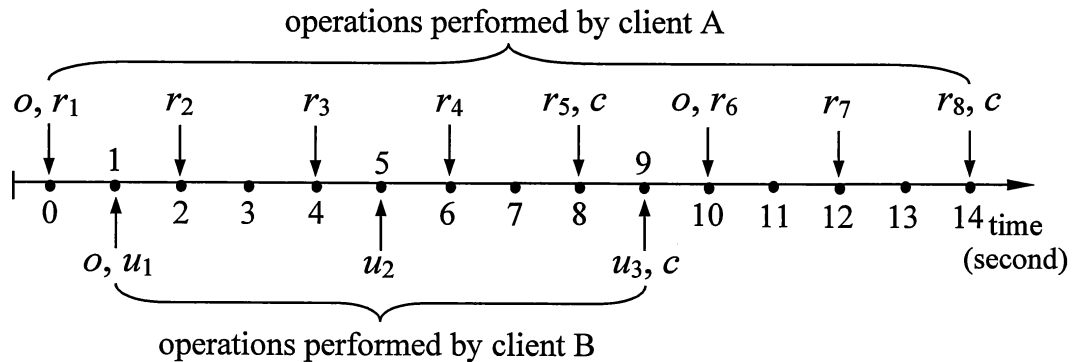 operations performed by client A
o, r1 r2 r3 r4 r5, c o, r6 r7 r8, c
1 5 9
0 2 3 4 6 7 8 10 11 12 13 14 time
(second)
o, u1 u2 u3, c
operations performed by client B